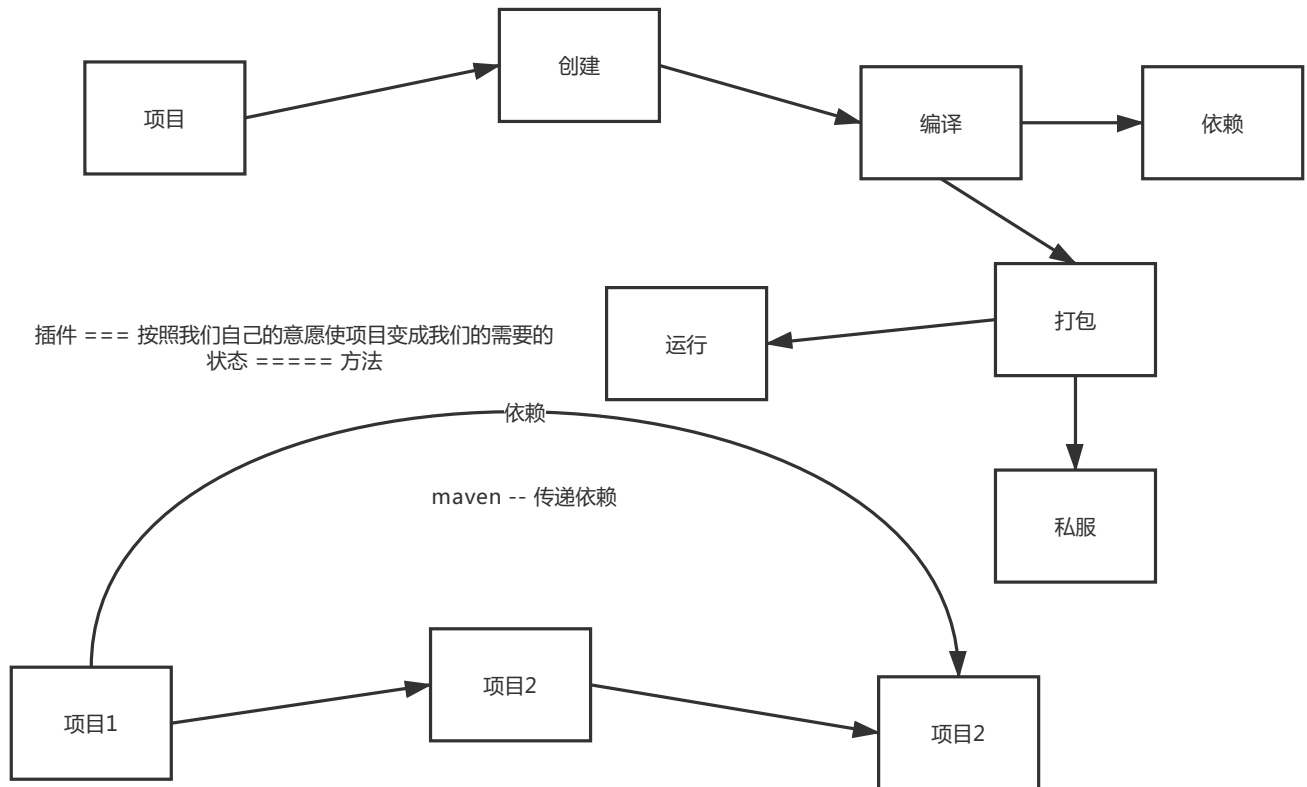 创建
项目
编译
依赖
打包
运行
插件 === 按照我们自己的意愿使项目变成我们的需要的
状态 ===== 方法
依赖
maven -- 传递依赖
私服
项目1
项目2
项目2